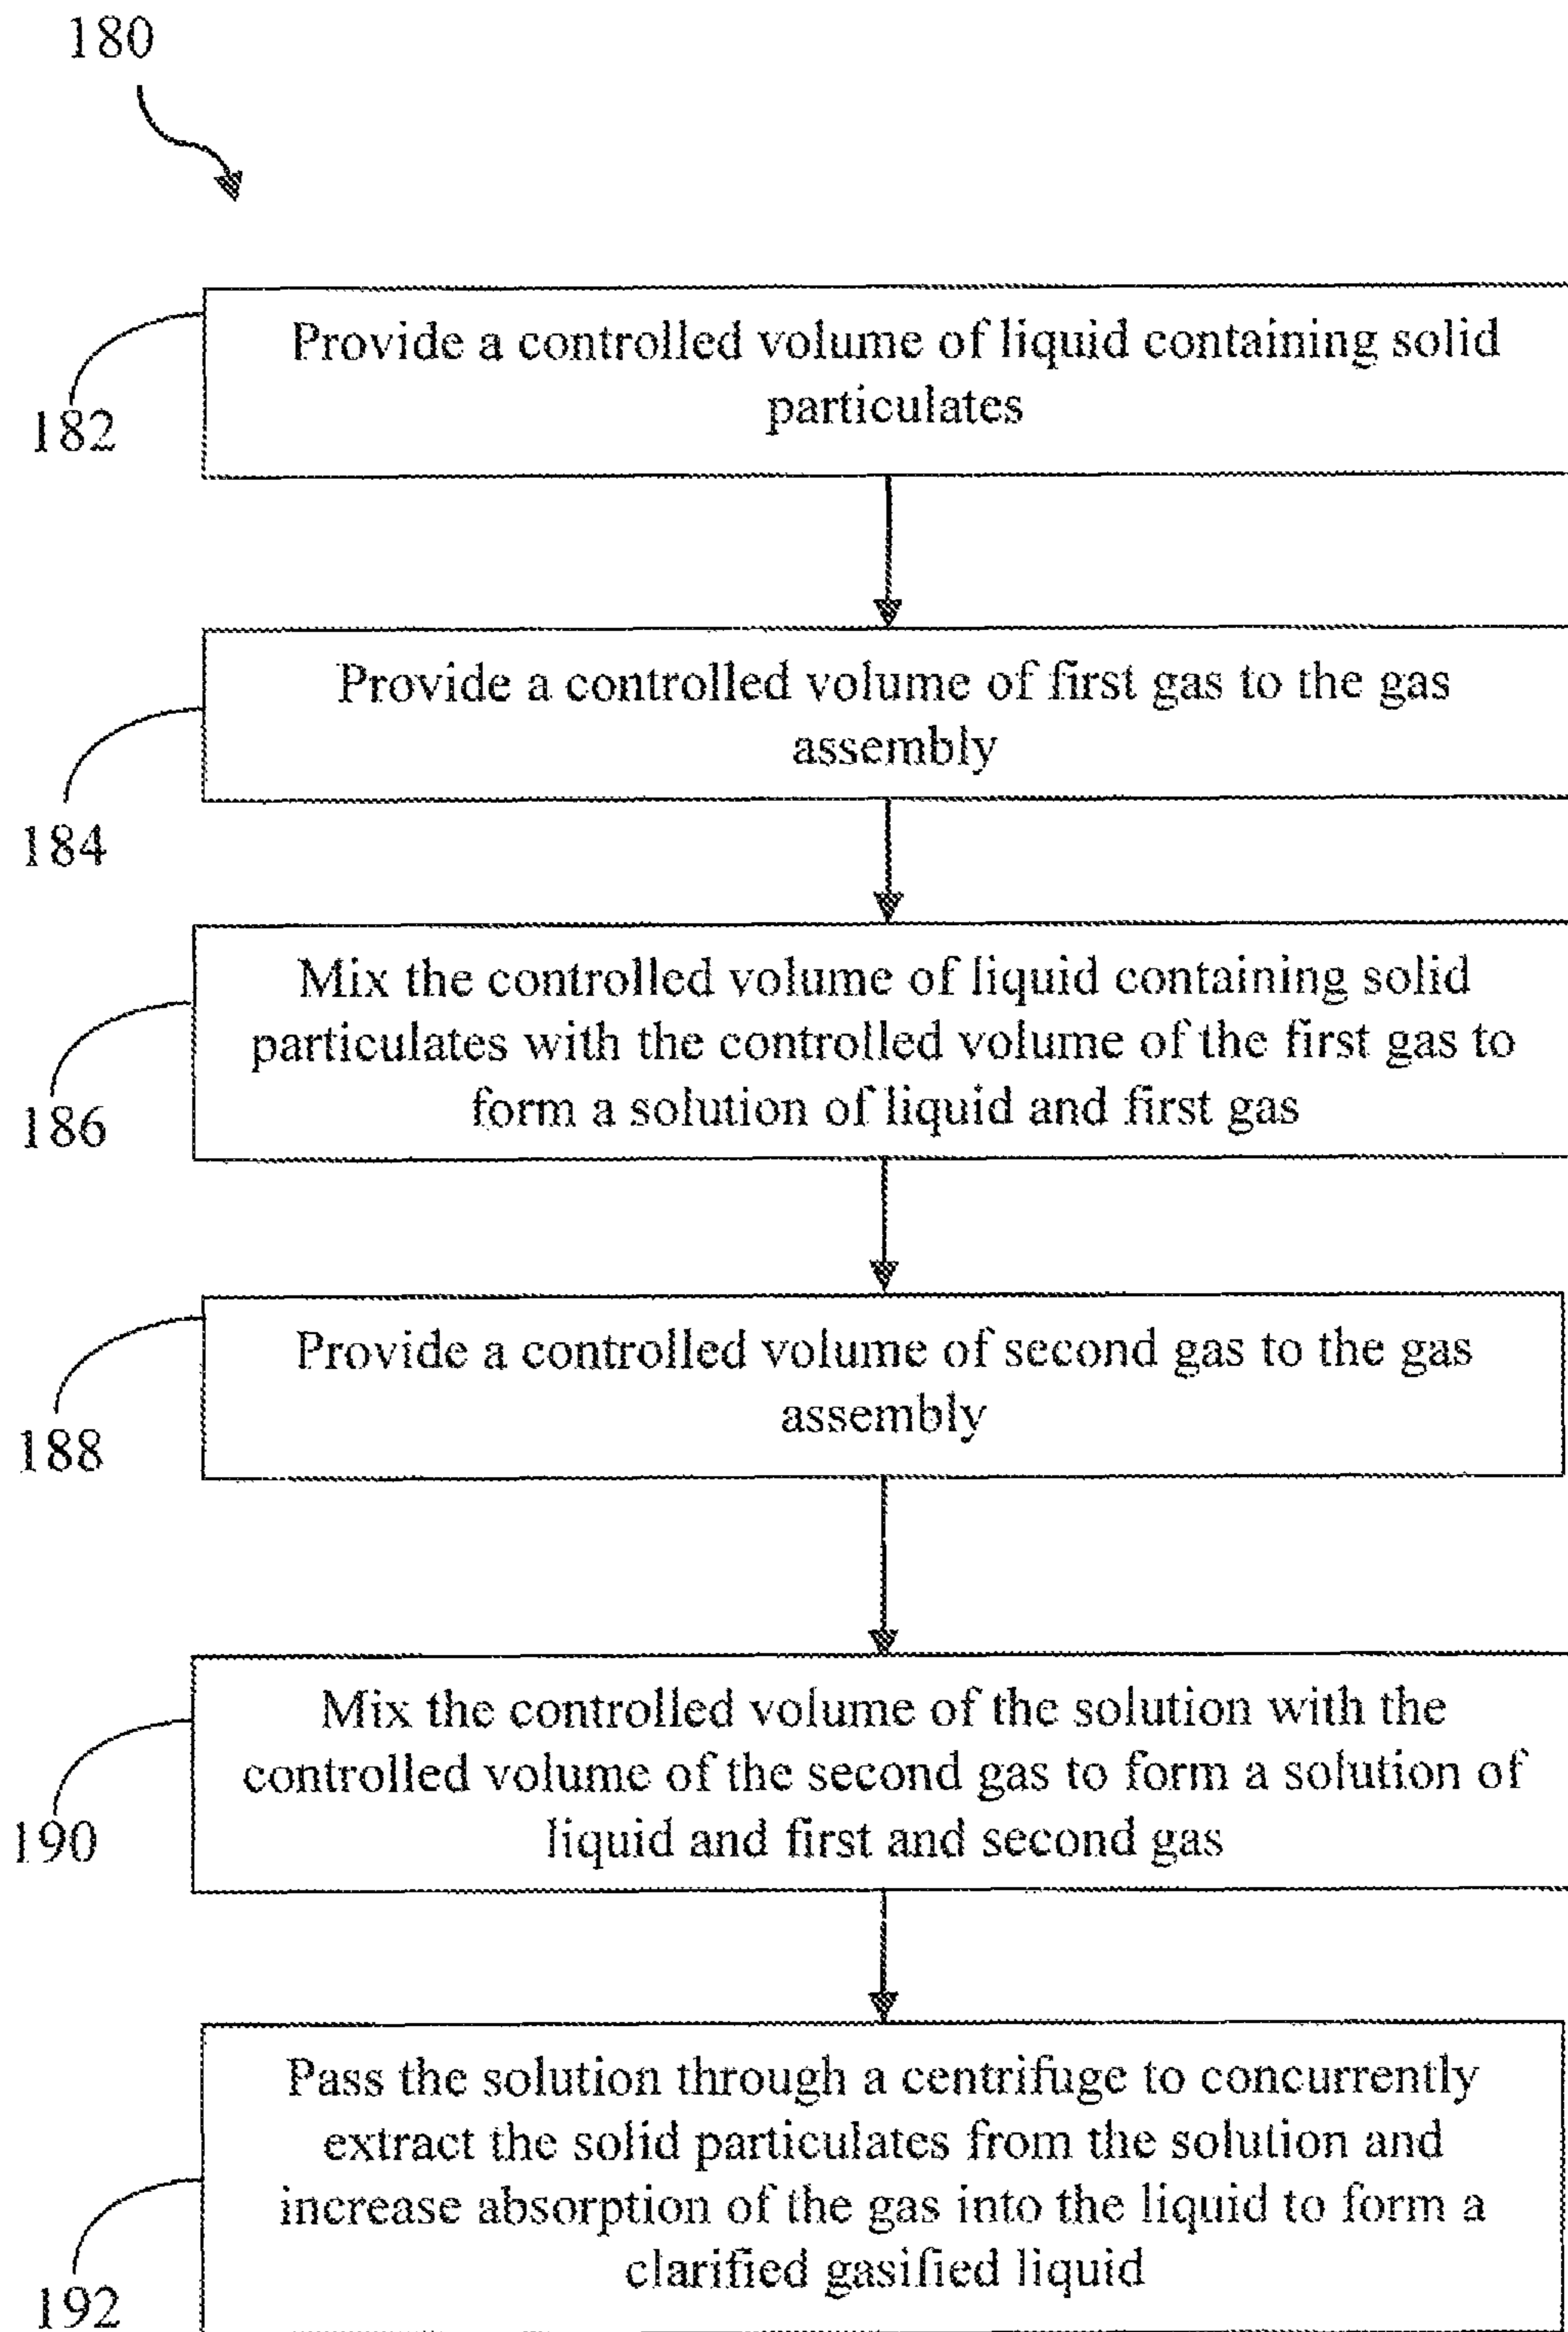 180
Provide a controlled volume of liquid containing solid
particulates
182
Provide a controlled volume of first gas to the gas
assembly
184
Mix the controlled volume of liquid containing solid
particulates with the controlled volume of the first gas to
form a solution of liquid and first gas
186
Provide a controlled volume of second gas to the gas
assembly
188
Mix the controlled volume of the solution with the
controlled volume of the second gas to form a solution of
liquid and first and second gas
190
Pass the solution through a centrifuge to concurrently
extract the solid particulates from the solution and
increase absorption of the gas into the liquid to form a
clarified gasified liquid
192